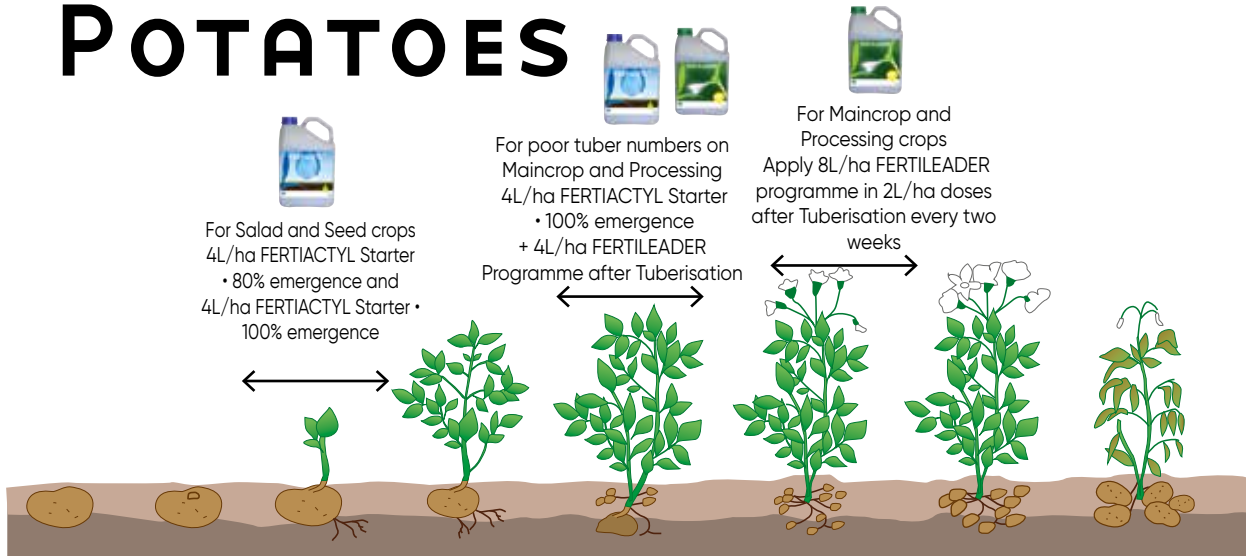 POTATOES
For Salad and Seed crops
4L/ha FERTIACTYL Starter
• 80% emergence and
4L/ha FERTIACTYL Starter •
100% emergence
For poor tuber numbers on
Maincrop and Processing
4L/ha FERTIACTYL Starter
• 100% emergence
+ 4L/ha FERTILEADER
Programme after Tuberisation
For Maincrop and
Processing crops
Apply 8L/ha FERTILEADER
programme in 2L/ha doses
after Tuberisation every two
weeks